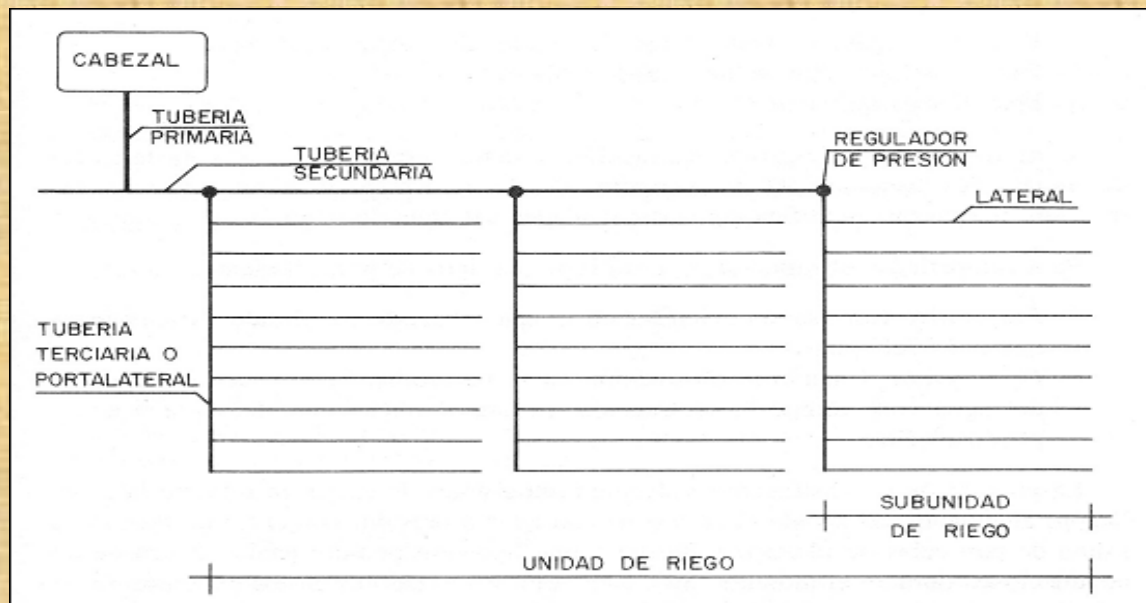 CABEZAL
TUBERIA
PRIMARIA
TUBERIA
SECUNDARIA
REGULADOR
DE PRESION
LATERAL
TUBERIA
TERCIARIA O
PORTALATERAL
SUBUNIDAD
DE RIEGO
UNIDAD DE RIEGO